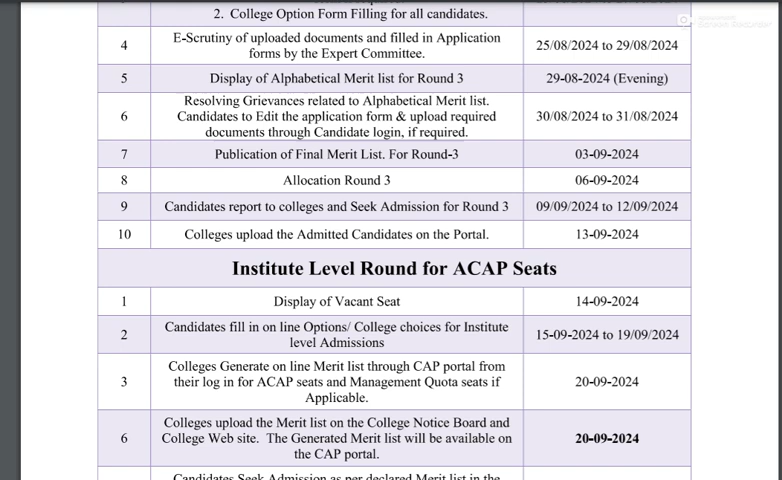 2. College Option Form Filling for all candidates.
4
E-Scrutiny of uploaded documents and filled in Application
forms by the Expert Committee.
25/08/2024 to 29/08/2024
5
Display of Alphabetical Merit list for Round 3
29-08-2024 (Evening)
6
Resolving Grievances related to Alphabetical Merit list.
Candidates to Edit the application form & upload required
documents through Candidate login, if required.
30/08/2024 to 31/08/2024
7
Publication of Final Merit List. For Round-3
03-09-2024
8
Allocation Round 3
06-09-2024
9
Candidates report to colleges and Seek Admission for Round 3
09/09/2024 to 12/09/2024
10
Colleges upload the Admitted Candidates on the Portal.
13-09-2024
Institute Level Round for ACAP Seats
1
Display of Vacant Seat
14-09-2024
2
Candidates fill in on line Options/ College choices for Institute
level Admissions
15-09-2024 to 19/09/2024
3
Colleges Generate on line Merit list through CAP portal from
their log in for ACAP seats and Management Quota seats if
Applicable.
20-09-2024
6
Colleges upload the Merit list on the College Notice Board and
College Web site. The Generated Merit list will be available on
the CAP portal.
20-09-2024
Candidates Seek Admission as per declared Merit list in the